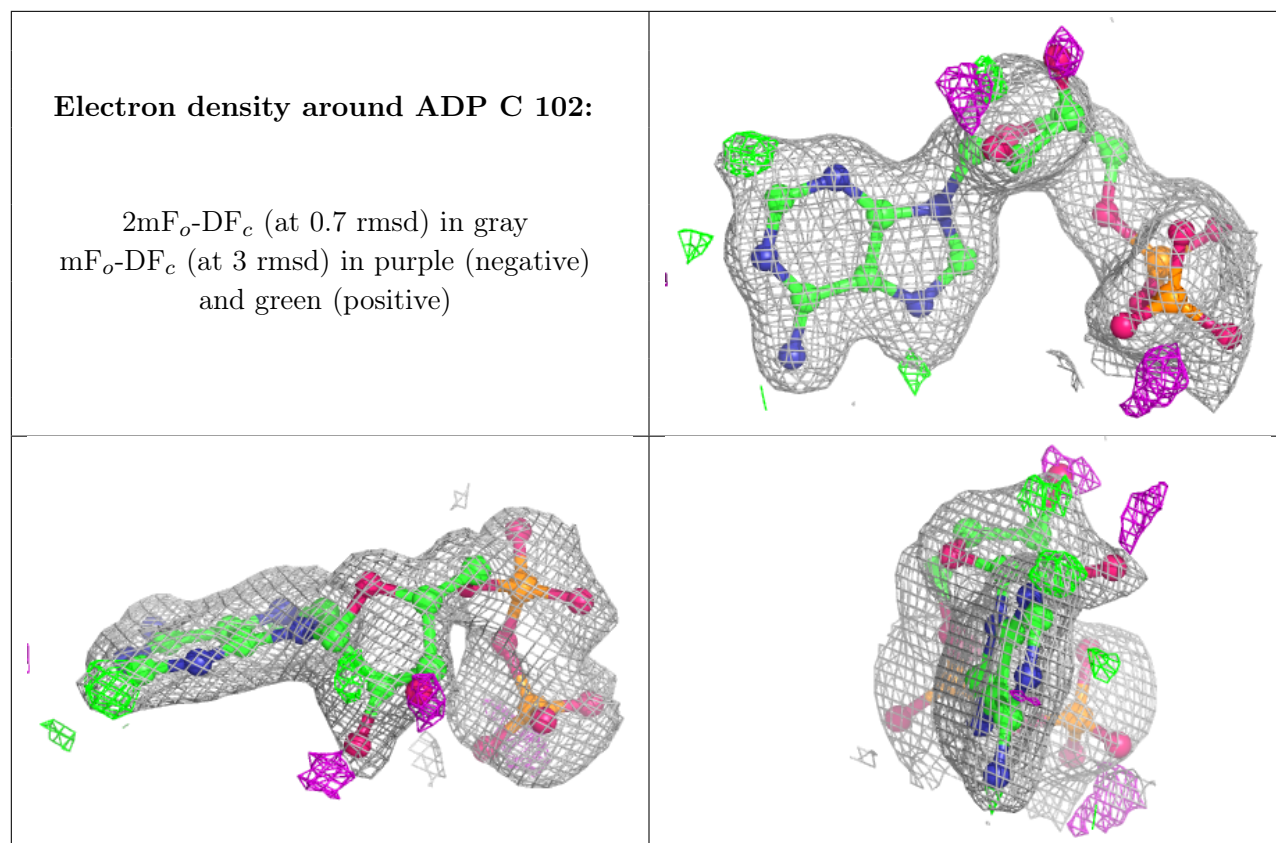 Electron density around ADP C 102:
2mFo-DFc (at 0.7 rmsd) in gray
mFo-DFc (at 3 rmsd) in purple (negative)
and green (positive)